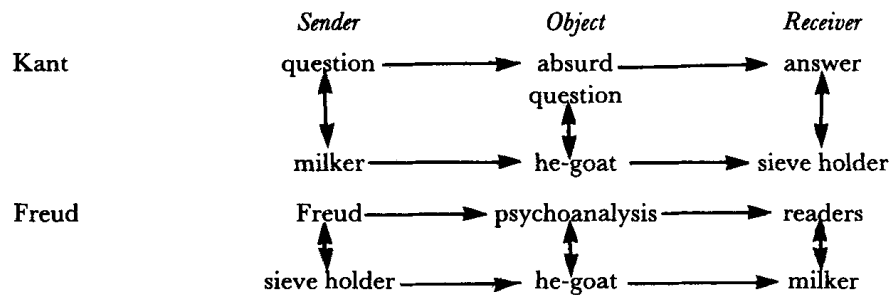 Sender Object Receiver
Kant question absurd answer
question
milker he-goat sieve holder
Freud Freud psychoanalysis readers
sieve holder he-goat milker